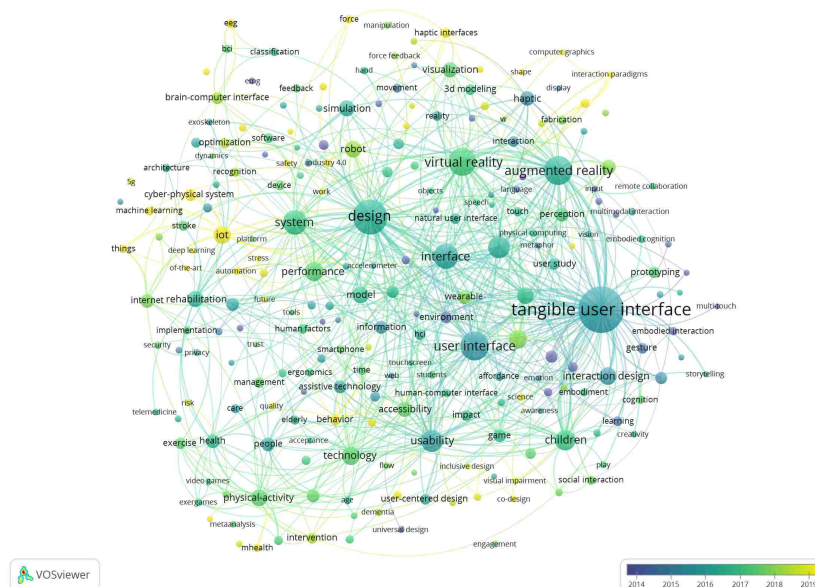 eeg
force
manipulation
haptic interfaces
bci
classification
force feedback
computer graphics
emg
feedback
hand
movement
visualization
shape
interaction paradigms
brain-computer interface
3d modeling
display
haptic
simulation
reality
vr
fabrication
exoskeleton
optimization
software
interaction
dynamics
robot
architecture
recognition
safety
industry 4.0
virtual reality
augmented reality
5g
cyber-physical system
device
work
objects
language
input
remote collaboration
machine learning
speech
stroke
system
design
natural user interface
touch
perception
multimodal interaction
iot
platform
physical computing
vision
embodied cognition
things
deep learning
metaphor
stress
interface
user study
of-the-art
automation
performance
accelerometer
prototyping
internet
rehabilitation
future
model
wearable
tangible user interface
multi-touch
tools
environment
implementation
human factors
information
hci
embodied interaction
security
privacy
trust
smartphone
user interface
gesture
ergonomics
time
touchscreen
web
students
affordance
emotion
interaction design
storytelling
management
assistive technology
human-computer interface
science
embodiment
cognition
risk
quality
telemedicine
care
elderly
behavior
accessibility
impact
awareness
learning
exercise
health
people
acceptance
usability
game
children
creativity
technology
flow
inclusive design
play
video games
visual impairment
social interaction
exergames
physical-activity
age
user-centered design
co-design
metaanalysis
dementia
universal design
mhealth
intervention
engagement
VOSviewer
2014 2015 2016 2017 2018 2019